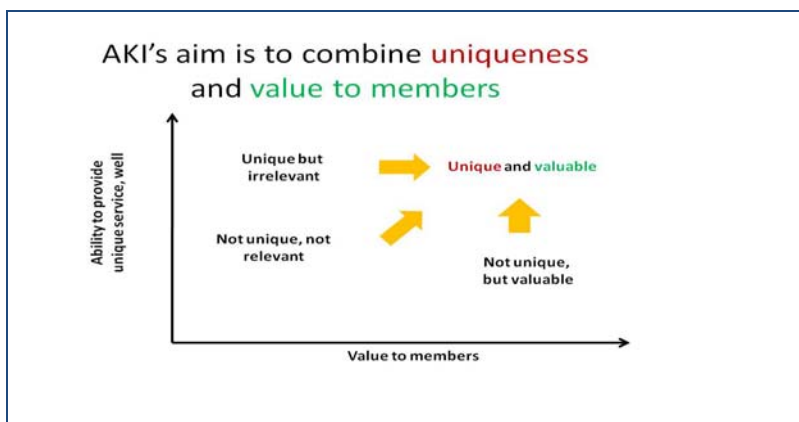 AKI's aim is to combine uniqueness
and value to members
Ability to provide
unique service, well
Unique but
irrelevant
Unique and valuable
Not unique, not
relevant
Not unique,
but valuable
Value to members